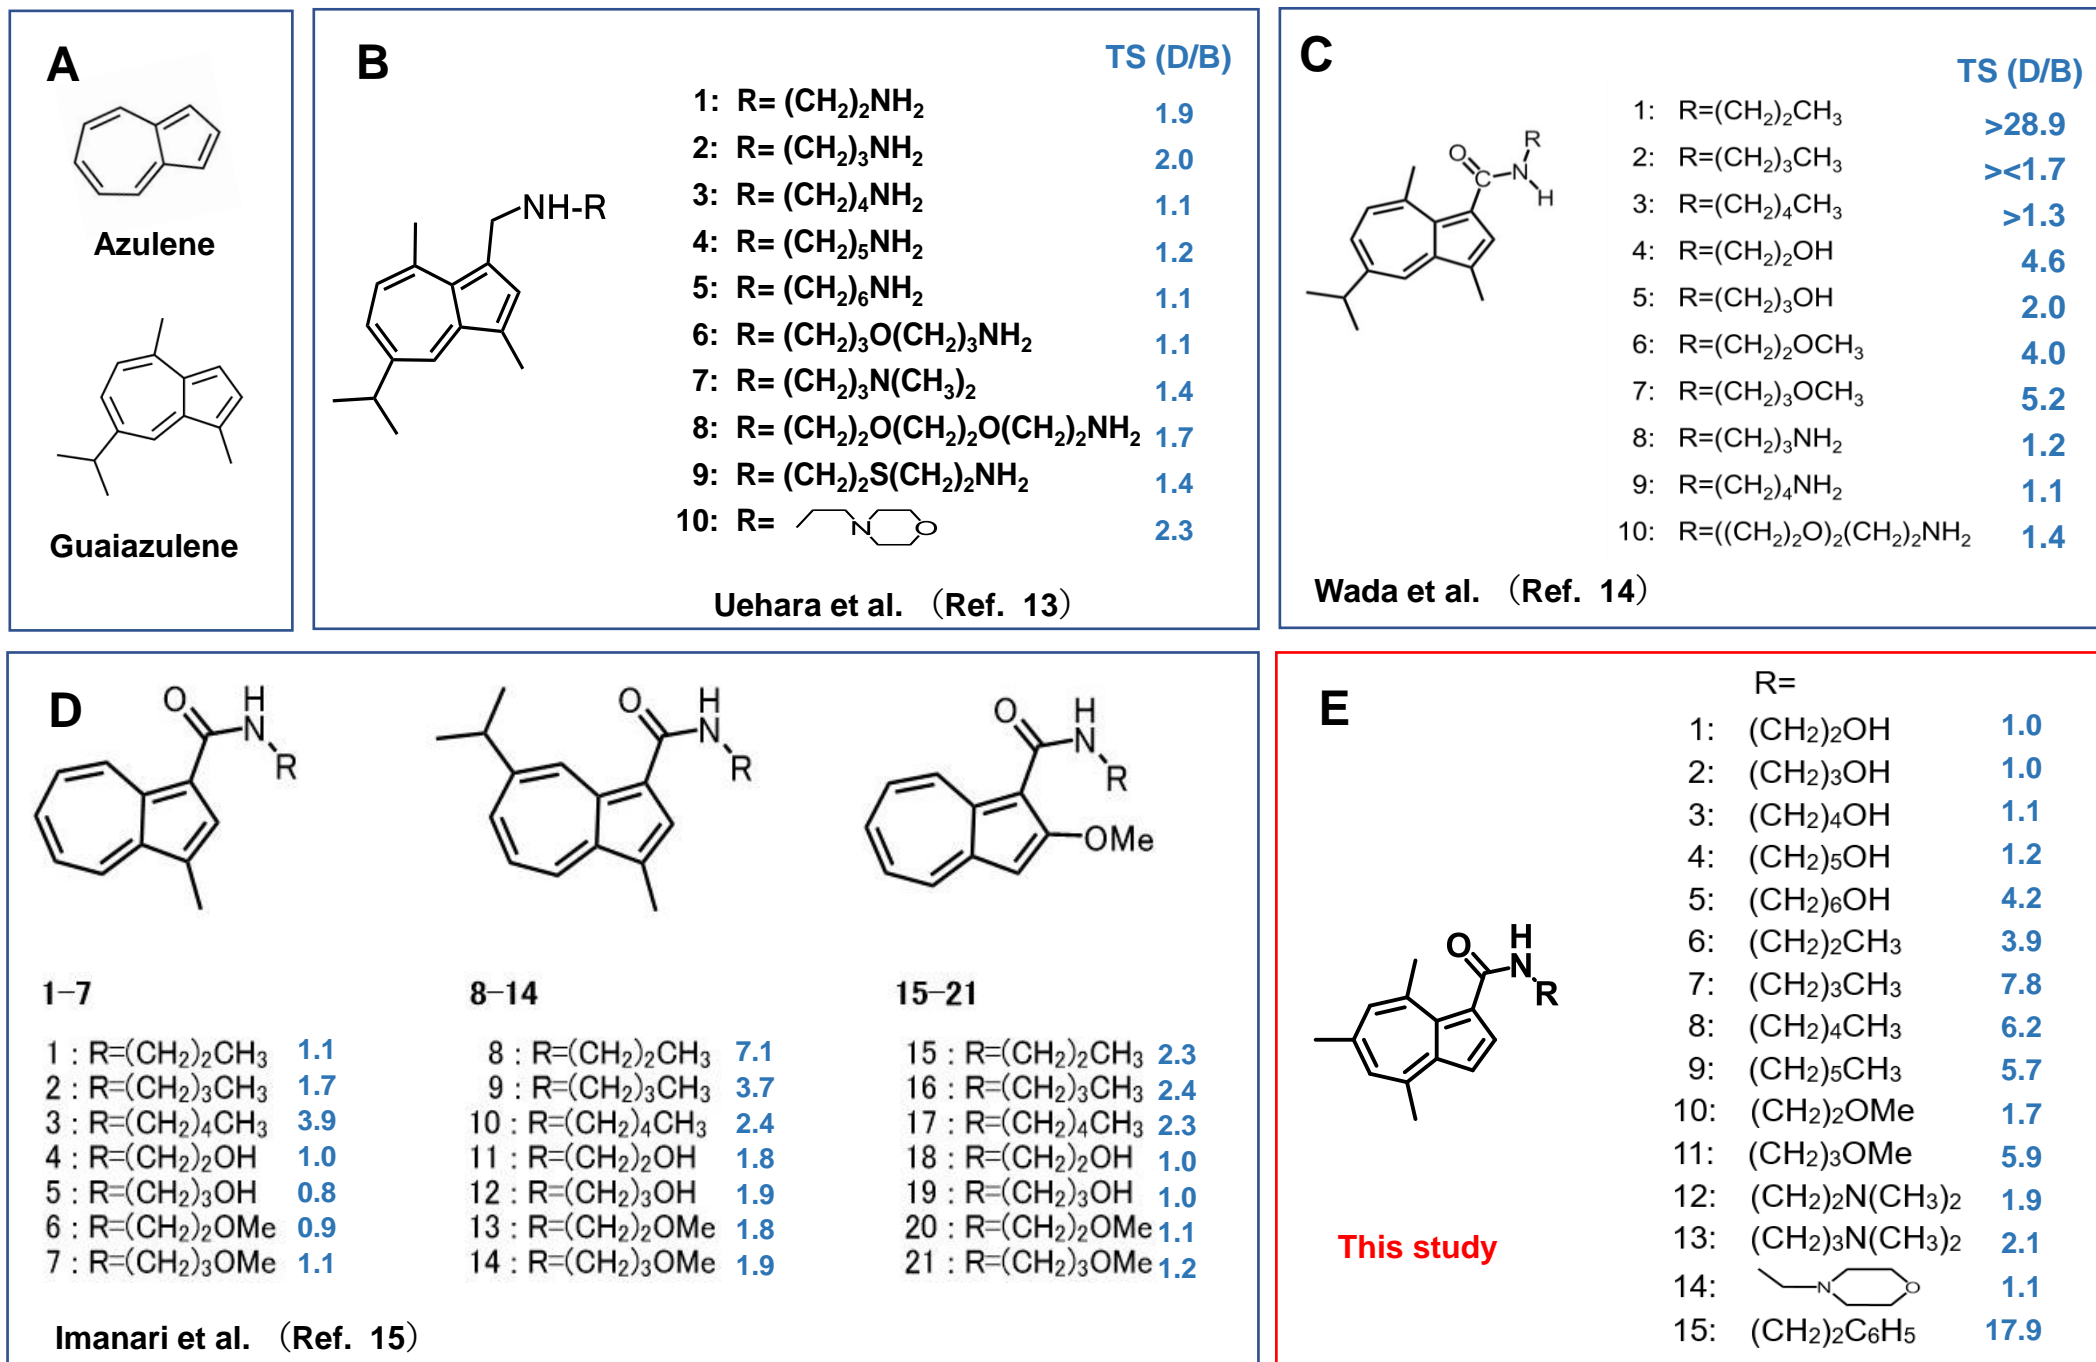 A
Azulene
Guaiazulene
B
TS (D/B)
NH-R
1: R= (CH₂)₂NH₂ 1.9
2: R= (CH₂)₃NH₂ 2.0
3: R= (CH₂)₄NH₂ 1.1
4: R= (CH₂)₅NH₂ 1.2
5: R= (CH₂)₆NH₂ 1.1
6: R= (CH₂)₃O(CH₂)₃NH₂ 1.1
7: R= (CH₂)₃N(CH₃)₂ 1.4
8: R= (CH₂)₂O(CH₂)₂O(CH₂)₂NH₂ 1.7
9: R= (CH₂)₂S(CH₂)₂NH₂ 1.4
10: R= N O 2.3
Uehara et al. （Ref. 13）
C
TS (D/B)
O C N R H
1: R=(CH₂)₂CH₃ >28.9
2: R=(CH₂)₃CH₃ ><1.7
3: R=(CH₂)₄CH₃ >1.3
4: R=(CH₂)₂OH 4.6
5: R=(CH₂)₃OH 2.0
6: R=(CH₂)₂OCH₃ 4.0
7: R=(CH₂)₃OCH₃ 5.2
8: R=(CH₂)₃NH₂ 1.2
9: R=(CH₂)₄NH₂ 1.1
10: R=((CH₂)₂O)₂(CH₂)₂NH₂ 1.4
Wada et al. （Ref. 14）
D
O H N R
O H N R
O H N R OMe
1−7
1 : R=(CH₂)₂CH₃ 1.1
2 : R=(CH₂)₃CH₃ 1.7
3 : R=(CH₂)₄CH₃ 3.9
4 : R=(CH₂)₂OH 1.0
5 : R=(CH₂)₃OH 0.8
6 : R=(CH₂)₂OMe 0.9
7 : R=(CH₂)₃OMe 1.1
8−14
8 : R=(CH₂)₂CH₃ 7.1
9 : R=(CH₂)₃CH₃ 3.7
10 : R=(CH₂)₄CH₃ 2.4
11 : R=(CH₂)₂OH 1.8
12 : R=(CH₂)₃OH 1.9
13 : R=(CH₂)₂OMe 1.8
14 : R=(CH₂)₃OMe 1.9
15−21
15 : R=(CH₂)₂CH₃ 2.3
16 : R=(CH₂)₃CH₃ 2.4
17 : R=(CH₂)₄CH₃ 2.3
18 : R=(CH₂)₂OH 1.0
19 : R=(CH₂)₃OH 1.0
20 : R=(CH₂)₂OMe 1.1
21 : R=(CH₂)₃OMe 1.2
Imanari et al. （Ref. 15）
E
O H N R
This study
R=
1: (CH₂)₂OH 1.0
2: (CH₂)₃OH 1.0
3: (CH₂)₄OH 1.1
4: (CH₂)₅OH 1.2
5: (CH₂)₆OH 4.2
6: (CH₂)₂CH₃ 3.9
7: (CH₂)₃CH₃ 7.8
8: (CH₂)₄CH₃ 6.2
9: (CH₂)₅CH₃ 5.7
10: (CH₂)₂OMe 1.7
11: (CH₂)₃OMe 5.9
12: (CH₂)₂N(CH₃)₂ 1.9
13: (CH₂)₃N(CH₃)₂ 2.1
14: N O 1.1
15: (CH₂)₂C₆H₅ 17.9